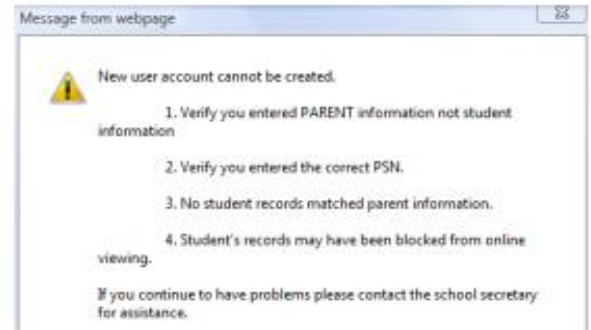 Message from webpage
New user account cannot be created.
1. Verify you entered PARENT information not student
information
2. Verify you entered the correct PSN.
3. No student records matched parent information.
4. Student's records may have been blocked from online
viewing.
If you continue to have problems please contact the school secretary
for assistance.